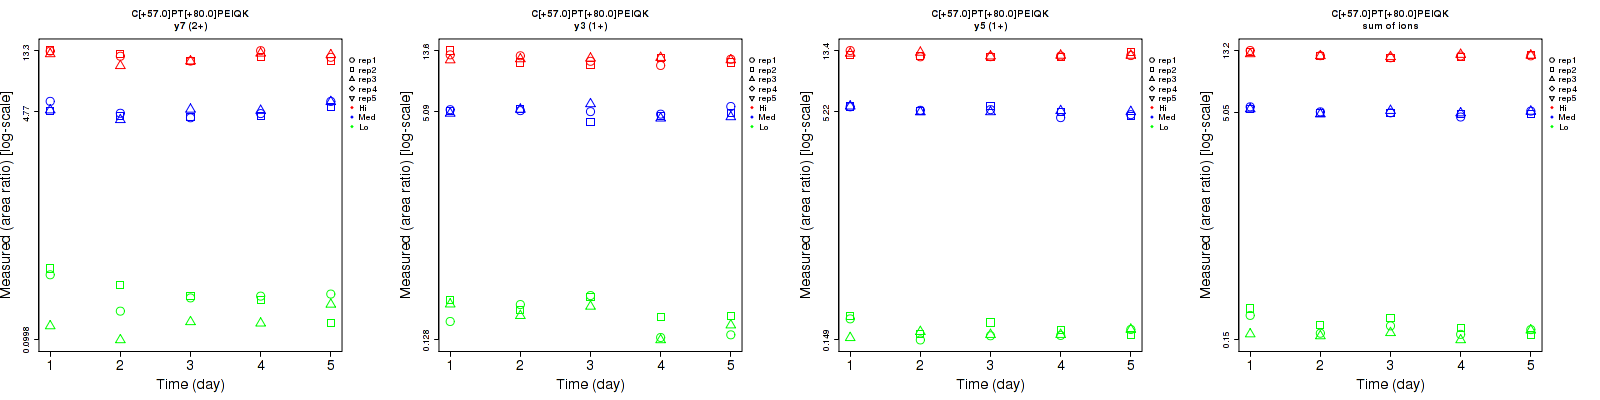 C[+57.0]PT[+80.0]PEIQK
y7 (2+)
Measured (area ratio) [log-scale]
13.3
4.77
0.0998
1 2 3 4 5
Time (day)
rep1
rep2
rep3
rep4
rep5
Hi
Med
Lo
C[+57.0]PT[+80.0]PEIQK
y3 (1+)
Measured (area ratio) [log-scale]
13.6
5.09
0.128
1 2 3 4 5
Time (day)
rep1
rep2
rep3
rep4
rep5
Hi
Med
Lo
C[+57.0]PT[+80.0]PEIQK
y5 (1+)
Measured (area ratio) [log-scale]
13.4
5.22
0.149
1 2 3 4 5
Time (day)
rep1
rep2
rep3
rep4
rep5
Hi
Med
Lo
C[+57.0]PT[+80.0]PEIQK
sum of ions
Measured (area ratio) [log-scale]
13.2
5.05
0.15
1 2 3 4 5
Time (day)
rep1
rep2
rep3
rep4
rep5
Hi
Med
Lo